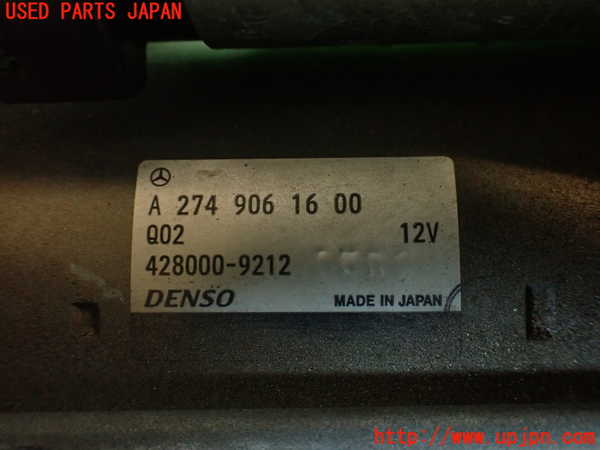 USED PARTS JAPAN
A 274 906 16 00
Q02 12V
428000-9212
DENSO MADE IN JAPAN
http://www.upjpn.com/